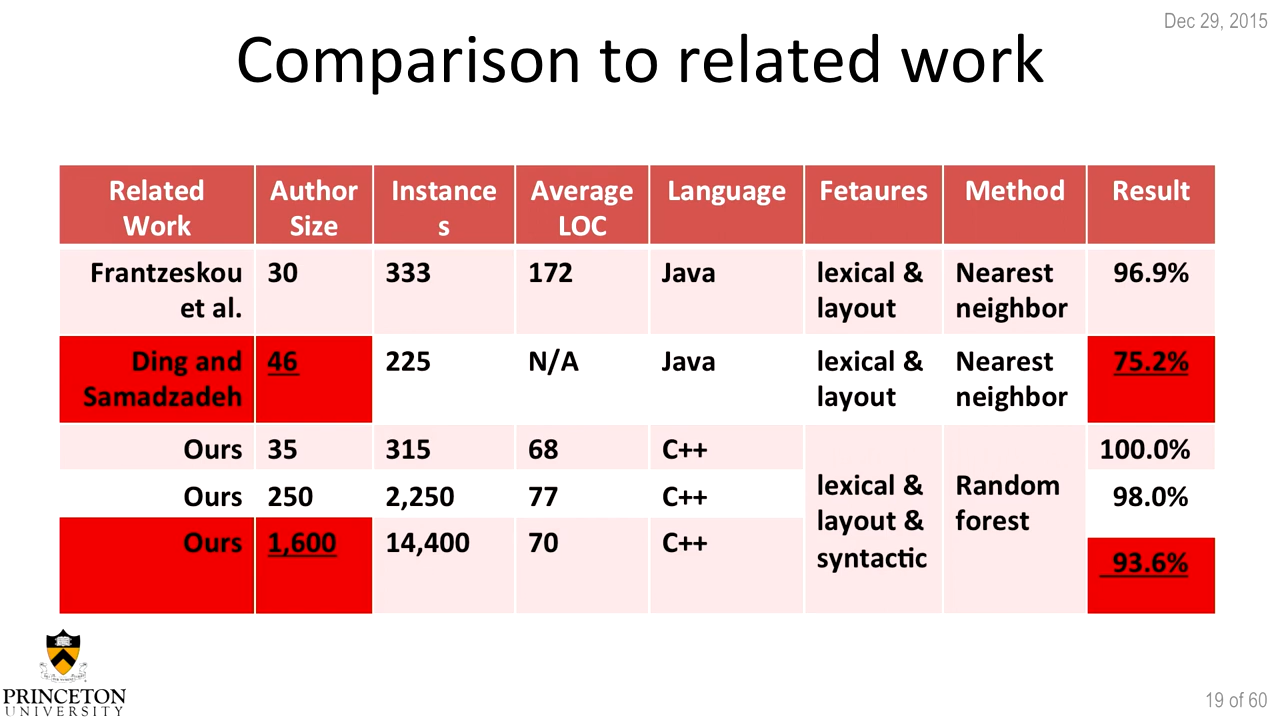 Dec 29, 2015
Comparison to related work
Related Work | Author Size | Instance s | Average LOC | Language | Fetaures | Method | Result
Frantzeskou et al. | 30 | 333 | 172 | Java | lexical & layout | Nearest neighbor | 96.9%
Ding and Samadzadeh | 46 | 225 | N/A | Java | lexical & layout | Nearest neighbor | 75.2%
Ours | 35 | 315 | 68 | C++ | lexical & layout & syntactic | Random forest | 100.0%
Ours | 250 | 2,250 | 77 | C++ | 98.0%
Ours | 1,600 | 14,400 | 70 | C++ | 93.6%
PRINCETON
UNIVERSITY
19 of 60